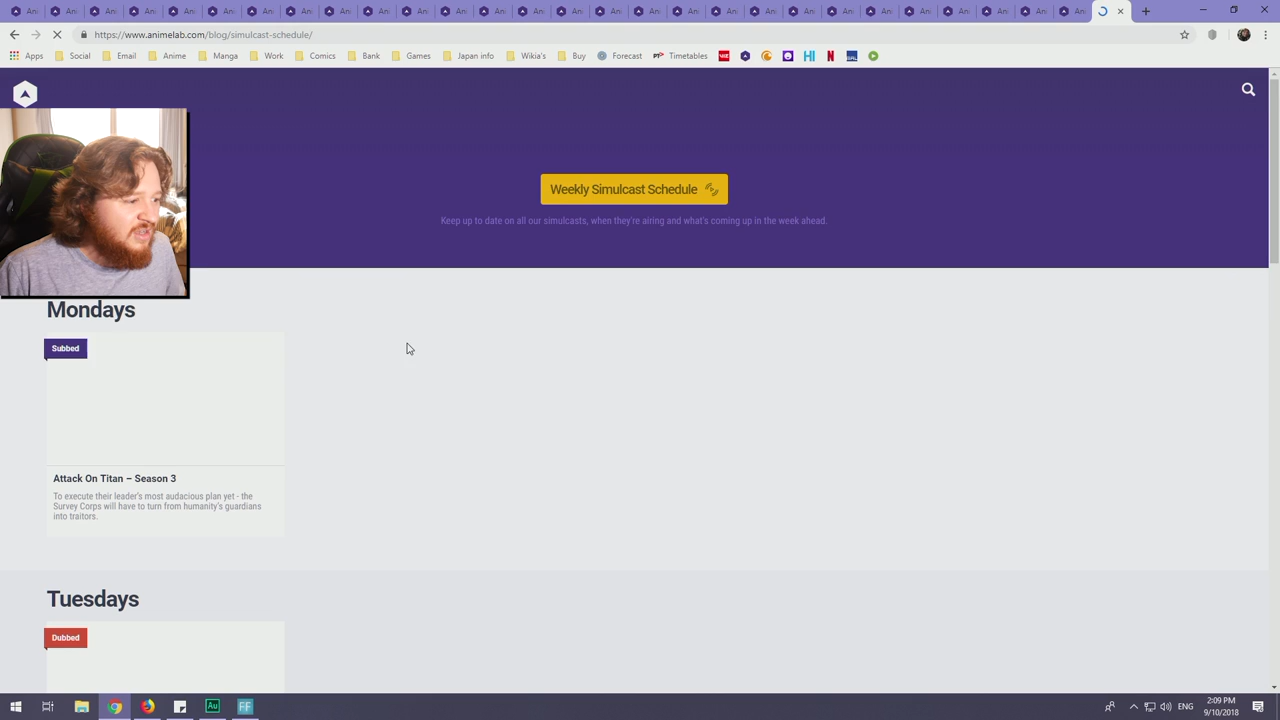 https://www.animelab.com/blog/simulcast-schedule/
Apps Social Email Anime Manga Work Comics Bank Games Japan info Wikia's Buy Forecast Timetables
Weekly Simulcast Schedule
Keep up to date on all our simulcasts, when they're airing and what's coming up in the week ahead.
Mondays
Subbed
Attack On Titan – Season 3
To execute their leader's most audacious plan yet - the
Survey Corps will have to turn from humanity's guardians
into traitors.
Tuesdays
Dubbed
Au
FF
ENG
2:09 PM
9/10/2018